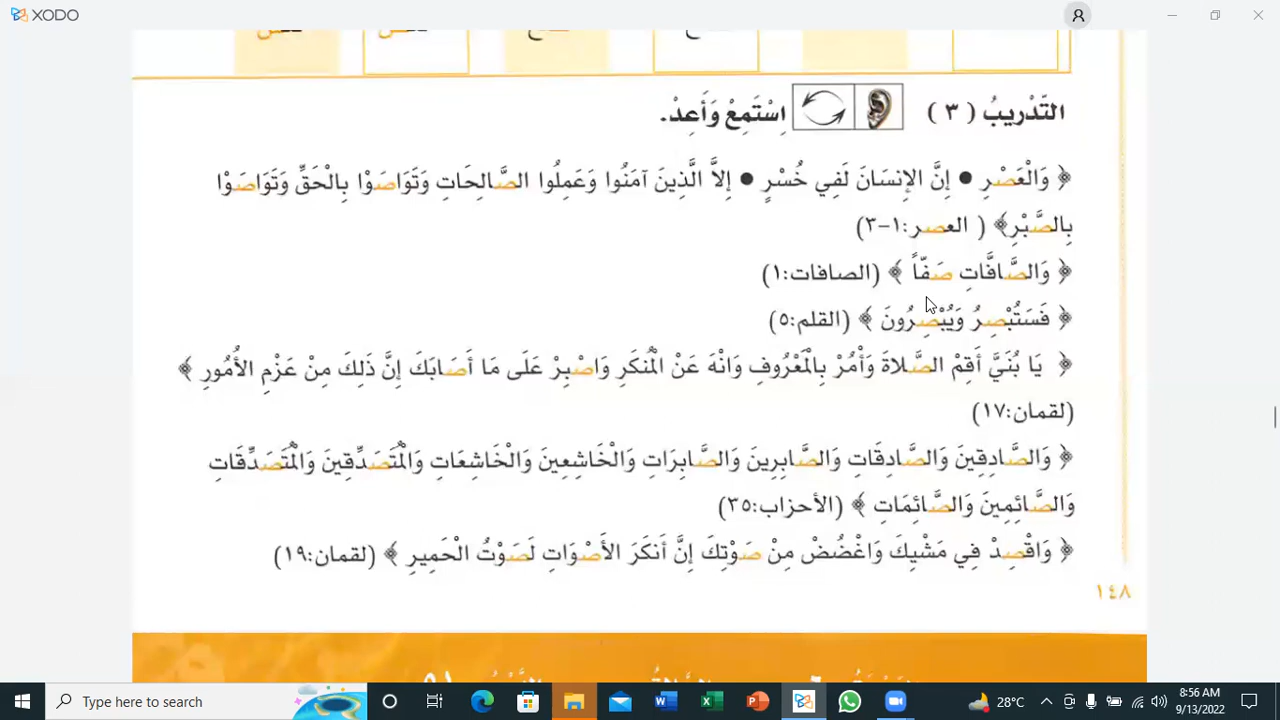 XODO
التَّدْرِيبُ ( ٣ ) اِسْتَمِعْ وَأَعِدْ.
﴿ وَالْعَصْرِ ● إِنَّ الإِنسَانَ لَفِي خُسْرٍ ● إِلاَّ الَّذِينَ آمَنُوا وَعَمِلُوا الصَّالِحَاتِ وَتَوَاصَوْا بِالْحَقِّ وَتَوَاصَوْا
بِالصَّبْرِ﴾ ( العصر:١-٣)
﴿ وَالصَّافَّاتِ صَفّاً ﴾ (الصافات:١)
﴿ فَسَتُبْصِرُ وَيُبْصِرُونَ ﴾ (القلم:٥)
﴿ يَا بُنَيَّ أَقِمْ الصَّلاةَ وَأْمُرْ بِالْمَعْرُوفِ وَانْهَ عَنْ الْمُنكَرِ وَاصْبِرْ عَلَى مَا أَصَابَكَ إِنَّ ذَلِكَ مِنْ عَزْمِ الأُمُورِ ﴾
(لقمان:١٧)
﴿ وَالصَّادِقِينَ وَالصَّادِقَاتِ وَالصَّابِرِينَ وَالصَّابِرَاتِ وَالْخَاشِعِينَ وَالْخَاشِعَاتِ وَالْمُتَصَدِّقِينَ وَالْمُتَصَدِّقَاتِ
وَالصَّائِمِينَ وَالصَّائِمَاتِ ﴾ (الأحزاب:٣٥)
﴿ وَاقْصِدْ فِي مَشْيِكَ وَاغْضُضْ مِنْ صَوْتِكَ إِنَّ أَنكَرَ الأَصْوَاتِ لَصَوْتُ الْحَمِيرِ ﴾ (لقمان:١٩)
١٤٨
Type here to search
28°C
8:56 AM
9/13/2022